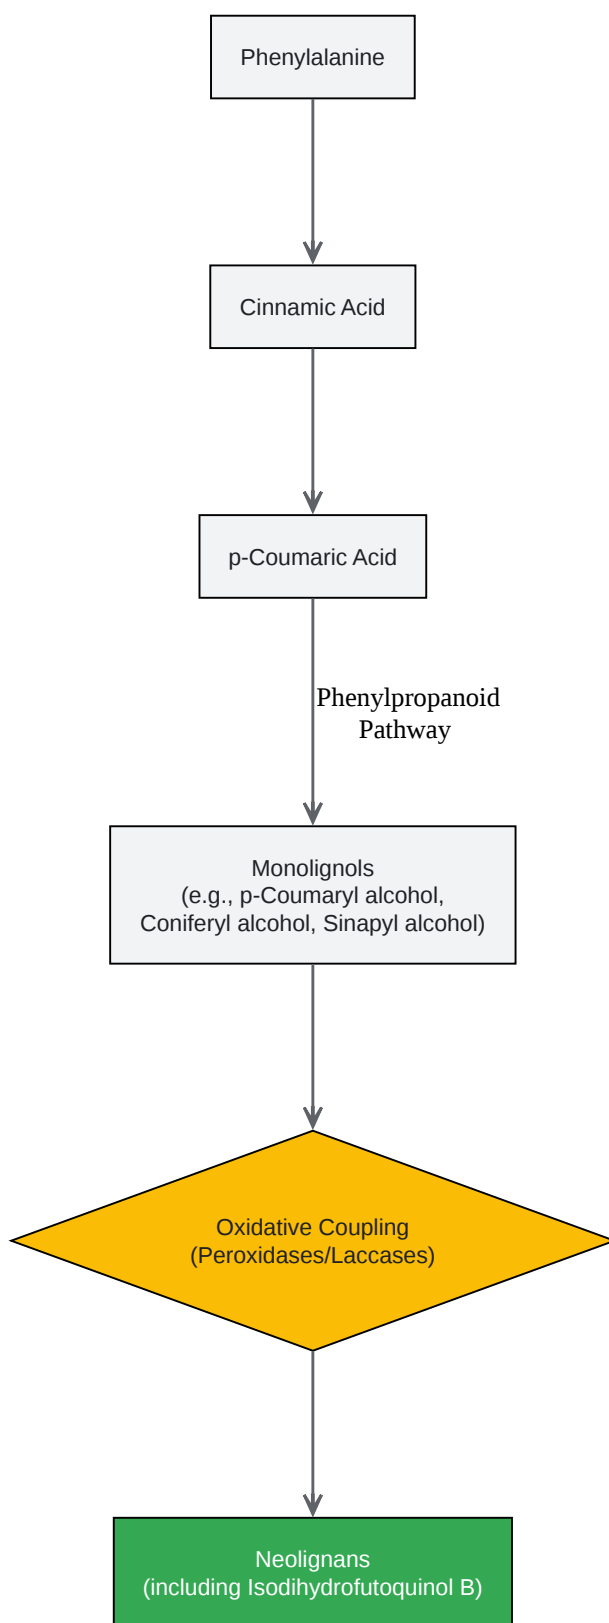 Phenylalanine
Cinnamic Acid
p-Coumaric Acid
Phenylpropanoid
Pathway
Monolignols
(e.g., p-Coumaryl alcohol,
Coniferyl alcohol, Sinapyl alcohol)
Oxidative Coupling
(Peroxidases/Laccases)
Neolignans
(including Isodihydrofutoquinol B)